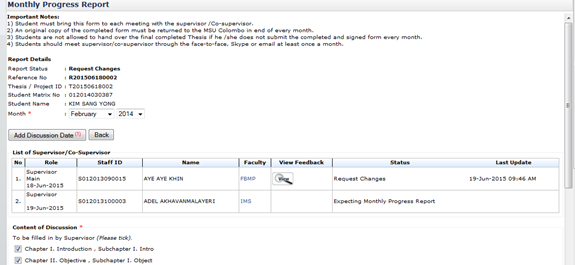 Monthly Progress Report
Important Notes:
1) Student must bring this form to each meeting with the supervisor /Co-supervisor.
2) An original copy of the completed form must be returned to the MSU Colombo in end of every month.
3) Students are not allowed to hand over the final completed Thesis if he /she does not submit the completed and signed form every month.
4) Students should meet supervisor/co-supervisor through the face-to-face, Skype or email at least once a month.
Report Details
Report Status : Request Changes
Reference No : R201506180002
Thesis / Project ID : T201506180002
Student Matrix No : 012014030387
Student Name : KIM SANG YONG
Month * : February 2014
Add Discussion Date (1) Back
List of Supervisor/Co-Supervisor
No Role Staff ID Name Faculty View Feedback Status Last Update
1. Supervisor Main 18-Jun-2015 S012013090015 AYE AYE KHIN FBMP View Request Changes 19-Jun-2015 09:46 AM
2. Supervisor 19-Jun-2015 S012013100003 ADEL AKHAVANMALAYERI IMS Expecting Monthly Progress Report
Content of Discussion *
To be filled in by Supervisor (Please tick).
Chapter I. Introduction , Subchapter I. Intro
Chapter II. Objective , Subchapter I. Object